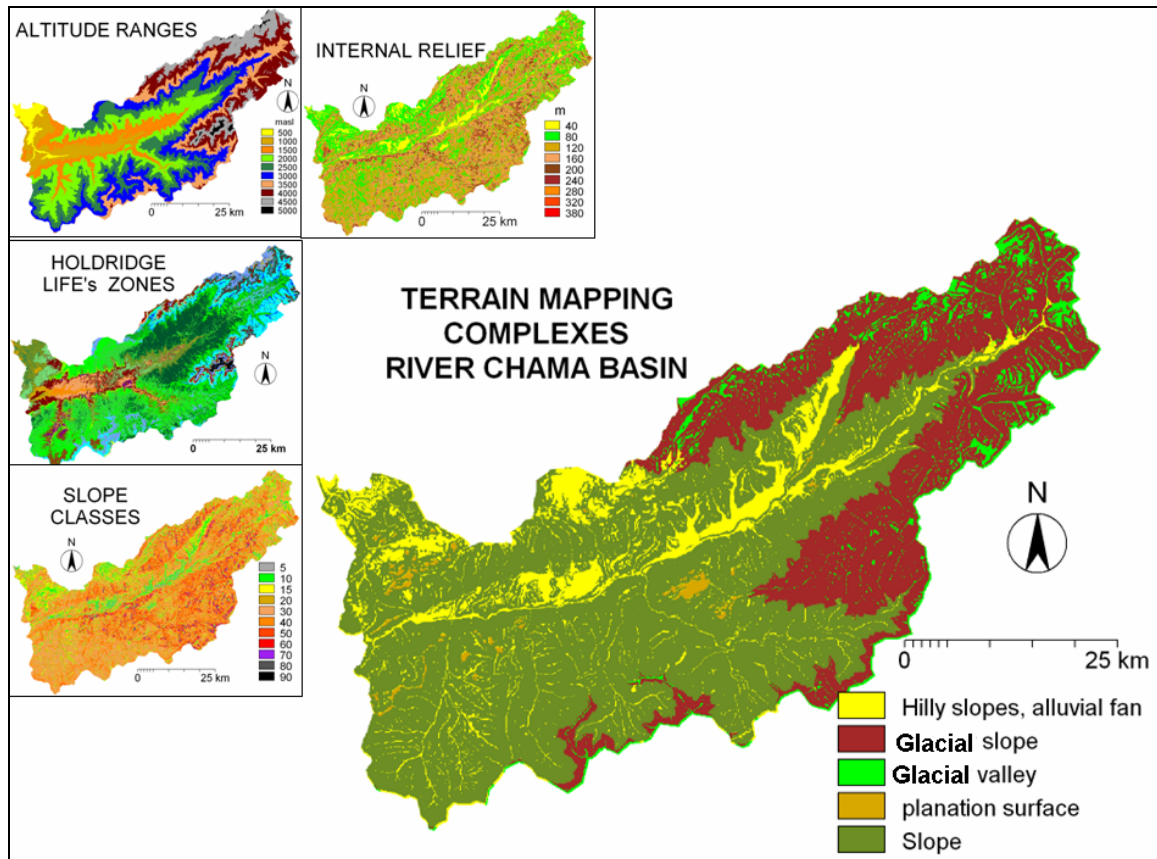 ALTITUDE RANGES
N
masl
500
1000
1500
2000
2500
3000
3500
4000
4500
5000
0 25 km
INTERNAL RELIEF
N
m
40
80
120
160
200
240
280
320
380
0 25 km
HOLDRIDGE
LIFE's ZONES
N
0 25 km
SLOPE
CLASSES
N
5
10
15
20
30
40
50
60
70
80
90
0 25 km
TERRAIN MAPPING
COMPLEXES
RIVER CHAMA BASIN
N
0 25 km
Hilly slopes, alluvial fan
Glacial slope
Glacial valley
planation surface
Slope